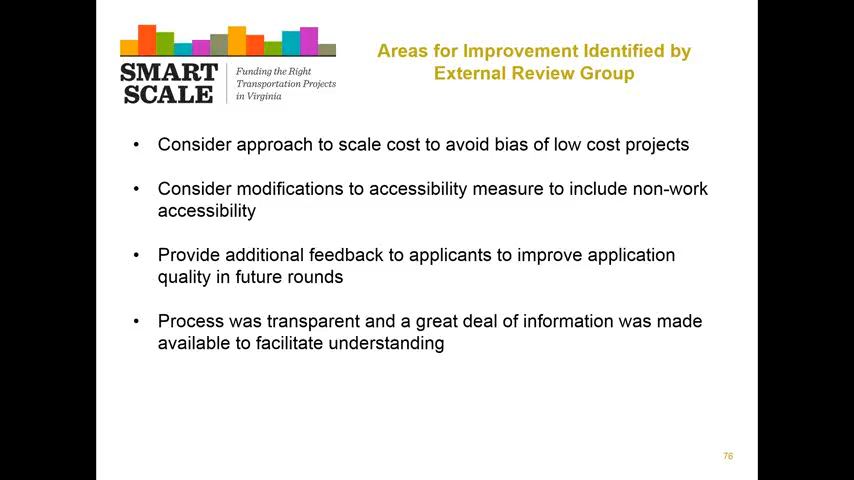 SMART
SCALE
Funding the Right
Transportation Projects
in Virginia
Areas for Improvement Identified by
External Review Group
• Consider approach to scale cost to avoid bias of low cost projects
• Consider modifications to accessibility measure to include non-work
accessibility
• Provide additional feedback to applicants to improve application
quality in future rounds
• Process was transparent and a great deal of information was made
available to facilitate understanding
76